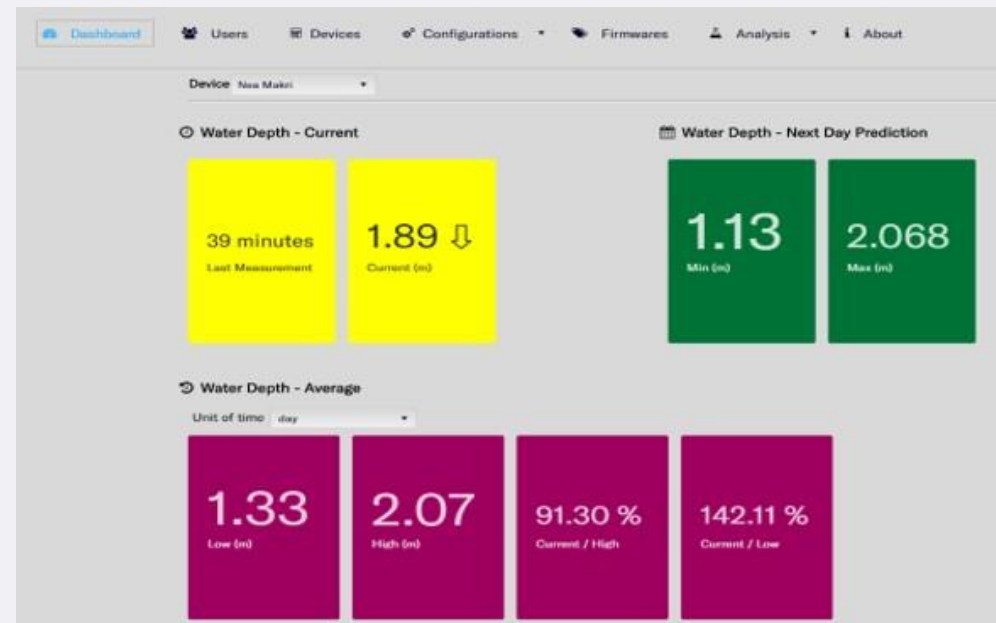 Dashboard Users Devices Configurations Firmwares Analysis About
Device Nea Makri
Water Depth - Current
Water Depth - Next Day Prediction
39 minutes
Last Measurement
1.89
Current (m)
1.13
Min (m)
2.068
Max (m)
Water Depth - Average
Unit of time day
1.33
Low (m)
2.07
High (m)
91.30 %
Current / High
142.11 %
Current / Low